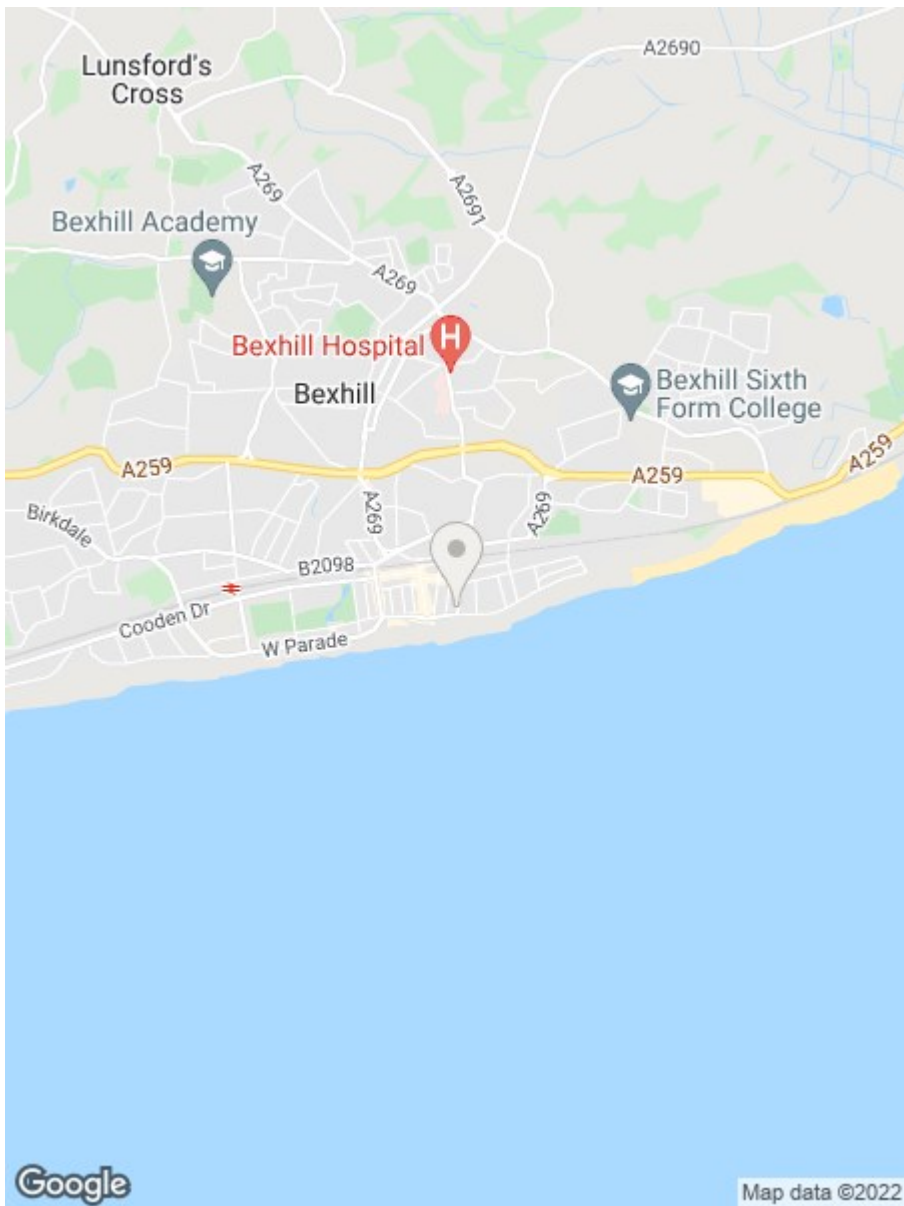 A2690
Lunsford's
Cross
A269
A2691
Bexhill Academy
A269
Bexhill Hospital
H
Bexhill
Bexhill Sixth
Form College
A259
A259
A259
Birkdale
A269
A269
B2098
Cooden Dr
W Parade
Google
Map data ©2022